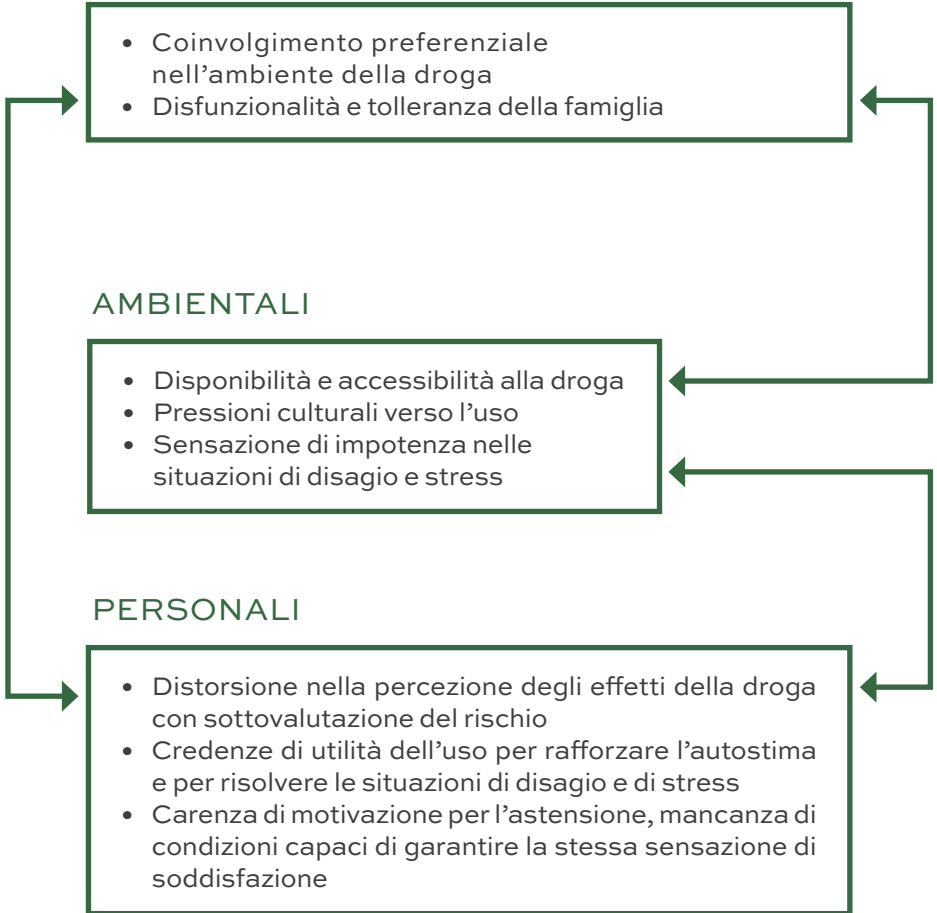 • Coinvolgimento preferenziale
nell’ambiente della droga
• Disfunzionalità e tolleranza della famiglia
AMBIENTALI
• Disponibilità e accessibilità alla droga
• Pressioni culturali verso l’uso
• Sensazione di impotenza nelle
situazioni di disagio e stress
PERSONALI
• Distorsione nella percezione degli effetti della droga
con sottovalutazione del rischio
• Credenze di utilità dell’uso per rafforzare l’autostima
e per risolvere le situazioni di disagio e di stress
• Carenza di motivazione per l’astensione, mancanza di
condizioni capaci di garantire la stessa sensazione di
soddisfazione